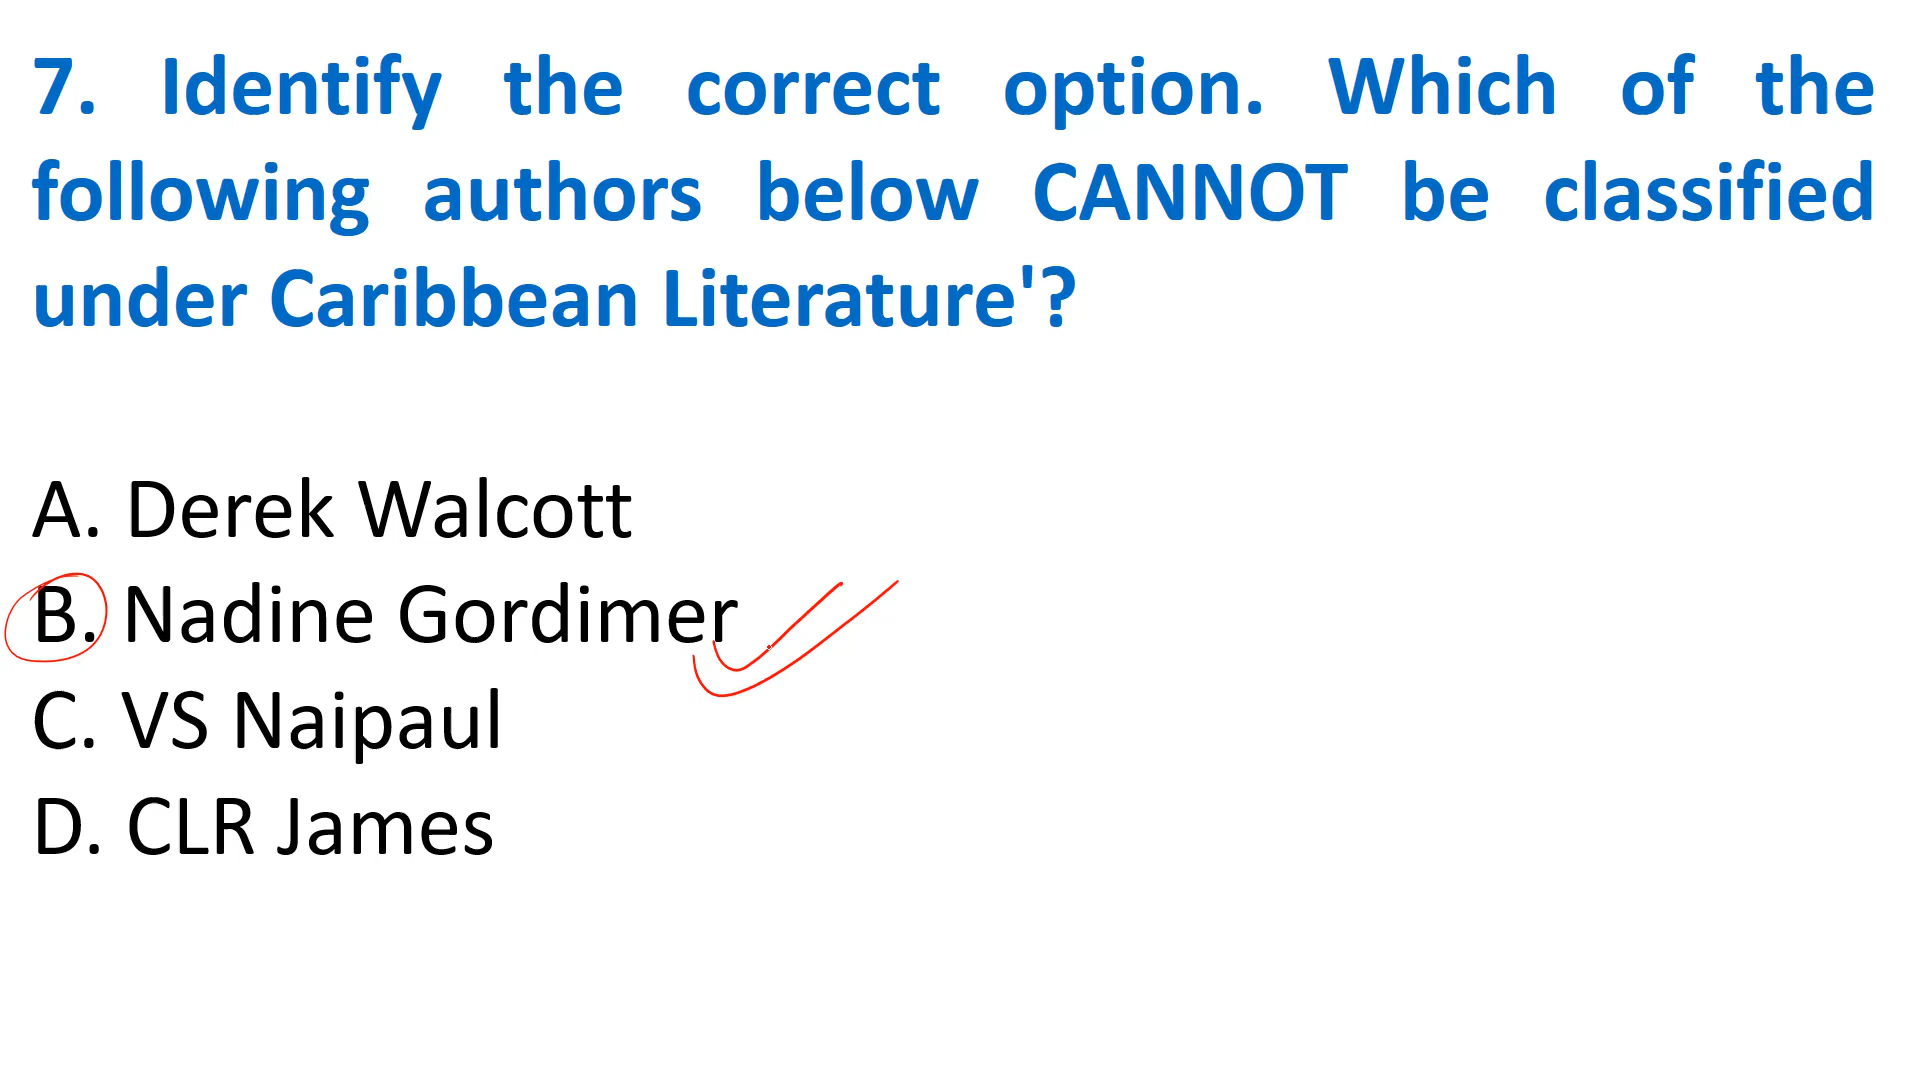 7. Identify the correct option. Which of the
following authors below CANNOT be classified
under Caribbean Literature'?
A. Derek Walcott
B. Nadine Gordimer
C. VS Naipaul
D. CLR James